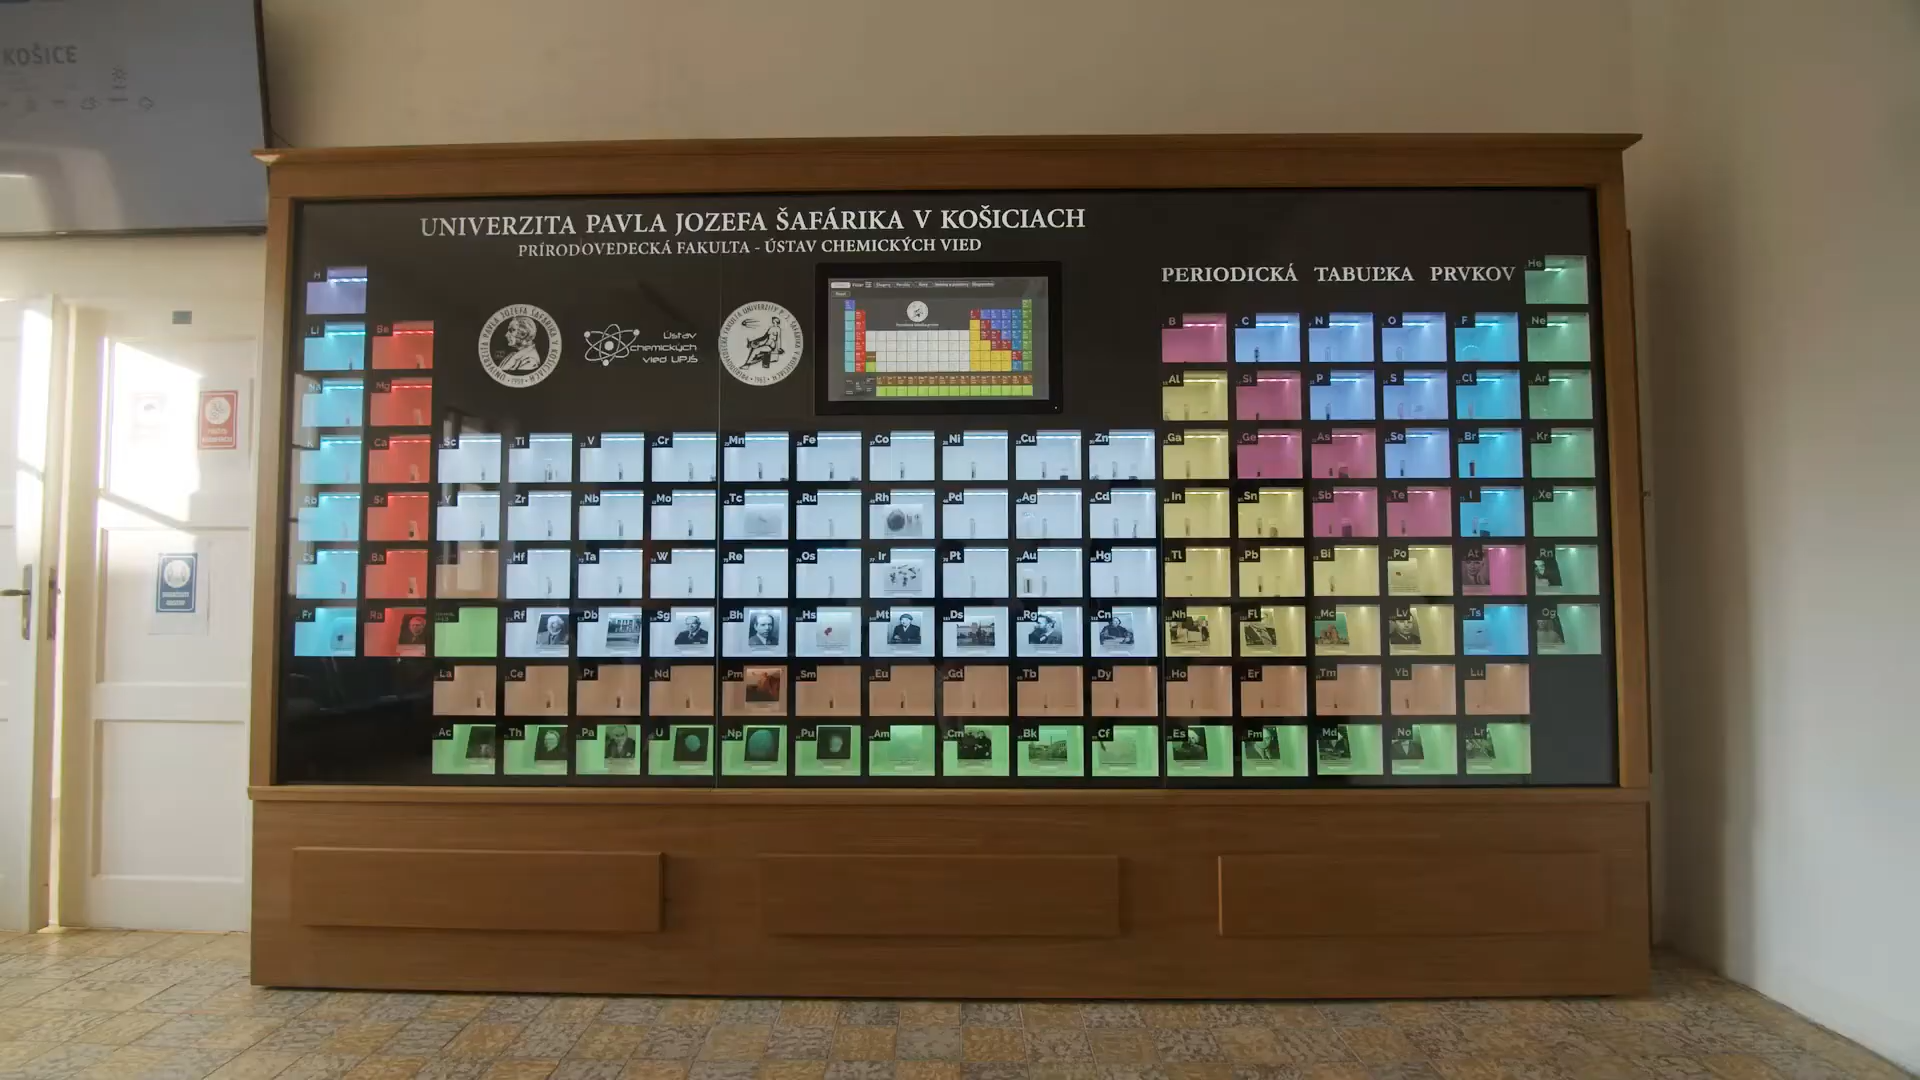 KOŠICE
UNIVERZITA PAVLA JOZEFA ŠAFÁRIKA V KOŠICIACH
PRÍRODOVEDECKÁ FAKULTA - ÚSTAV CHEMICKÝCH VIED
PERIODICKÁ TABUĽKA PRVKOV
UNIVERZITA PAVLA JOZEFA ŠAFÁRIKA V KOŠICIACH
1959
Ústav
chemických
vied UPJŠ
H He
Li Be B C N O F Ne
Na Mg Al Si P S Cl Ar
K Ca Sc Ti V Cr Mn Fe Co Ni Cu Zn Ga Ge As Se Br Kr
Rb Sr Y Zr Nb Mo Tc Ru Rh Pd Ag Cd In Sn Sb Te I Xe
Cs Ba Hf Ta W Re Os Ir Pt Au Hg Tl Pb Bi Po At Rn
Fr Ra Rf Db Sg Bh Hs Mt Ds Rg Cn Nh Fl Mc Lv Ts Og
La Ce Pr Nd Pm Sm Eu Gd Tb Dy Ho Er Tm Yb Lu
Ac Th Pa U Np Pu Am Cm Bk Cf Es Fm Md No Lr